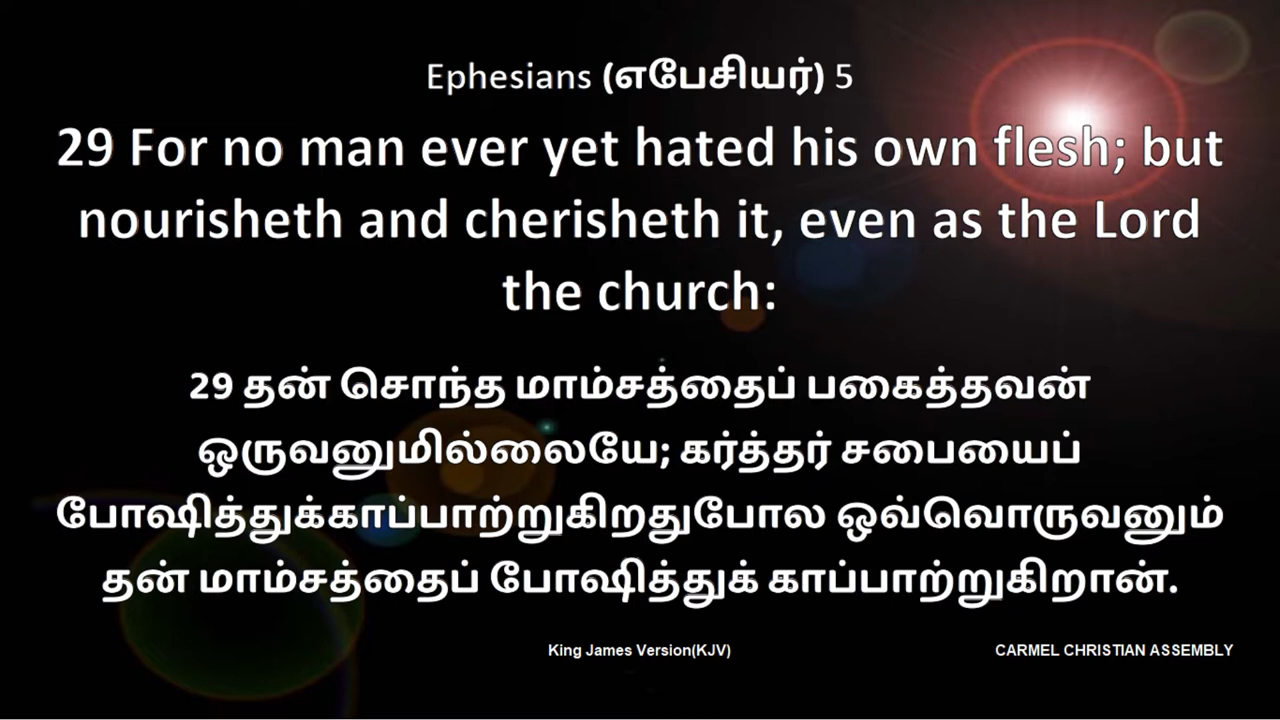 Ephesians (எபேசியர்) 5
29 For no man ever yet hated his own flesh; but
nourisheth and cherisheth it, even as the Lord
the church:
29 தன் சொந்த மாம்சத்தைப் பகைத்தவன்
ஒருவனுமில்லையே; கர்த்தர் சபையைப்
போஷித்துக்காப்பாற்றுகிறதுபோல ஒவ்வொருவனும்
தன் மாம்சத்தைப் போஷித்துக் காப்பாற்றுகிறான்.
King James Version(KJV)
CARMEL CHRISTIAN ASSEMBLY